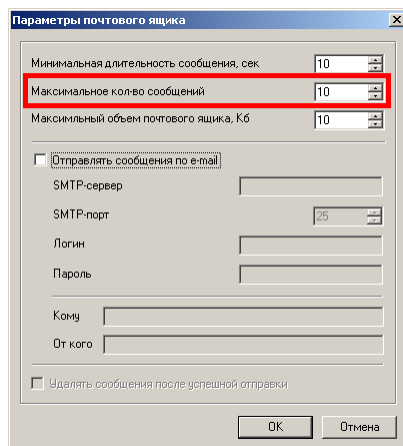 Параметры почтового ящика
Минимальная длительность сообщения, сек 10
Максимальное кол-во сообщений 10
Максимльный объем почтового ящика, Кб 10
Отправлять сообщения по e-mail
SMTP-сервер
SMTP-порт 25
Логин
Пароль
Кому
От кого
Удалять сообщения после успешной отправки
OK Отмена